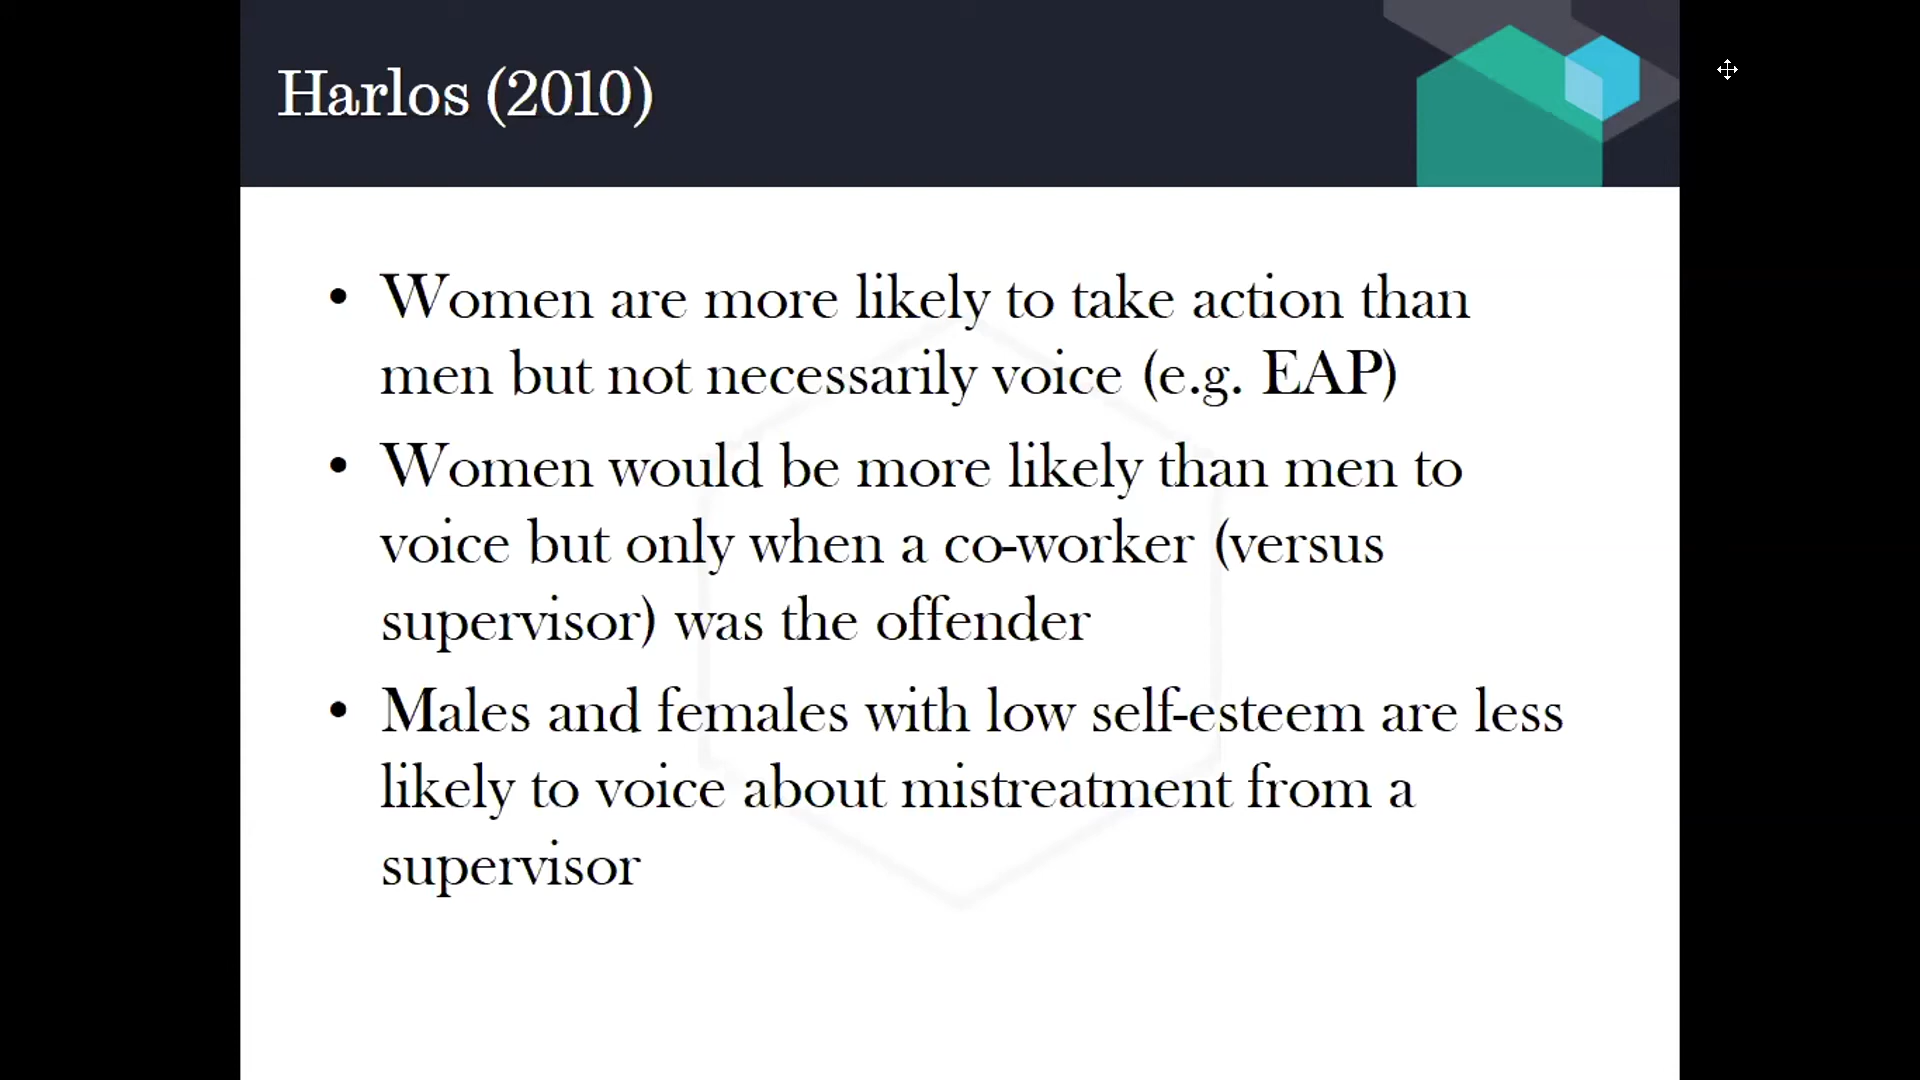 Harlos (2010)
• Women are more likely to take action than
men but not necessarily voice (e.g. EAP)
• Women would be more likely than men to
voice but only when a co-worker (versus
supervisor) was the offender
• Males and females with low self-esteem are less
likely to voice about mistreatment from a
supervisor